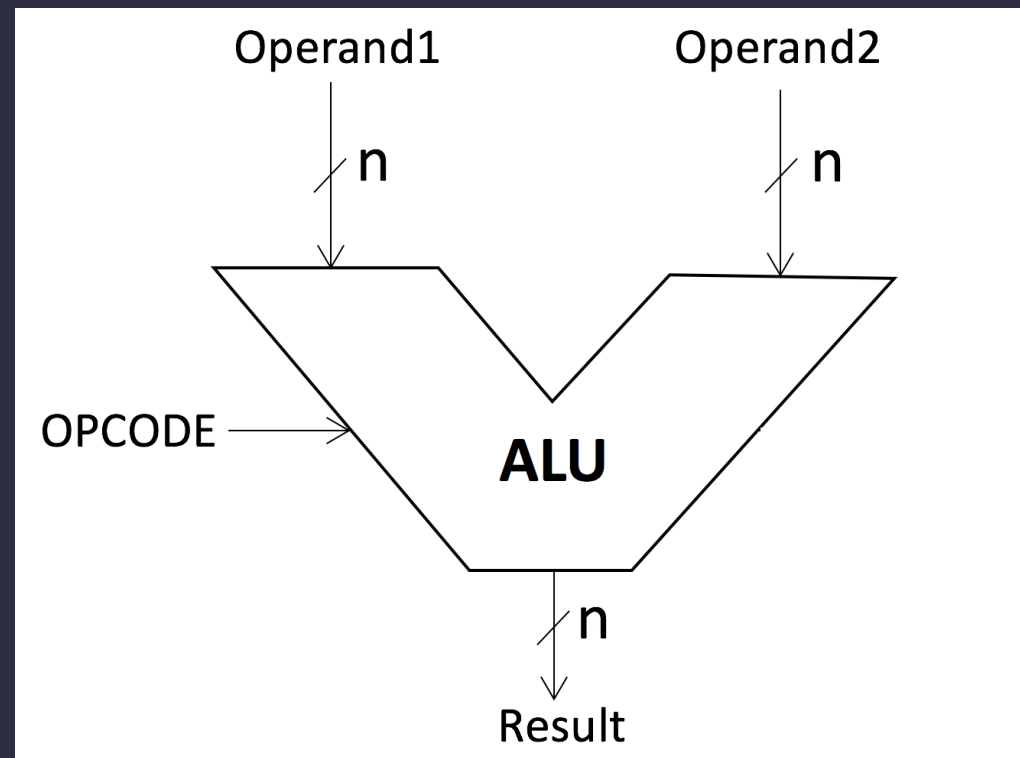 Operand1
Operand2
n
n
OPCODE
ALU
n
Result